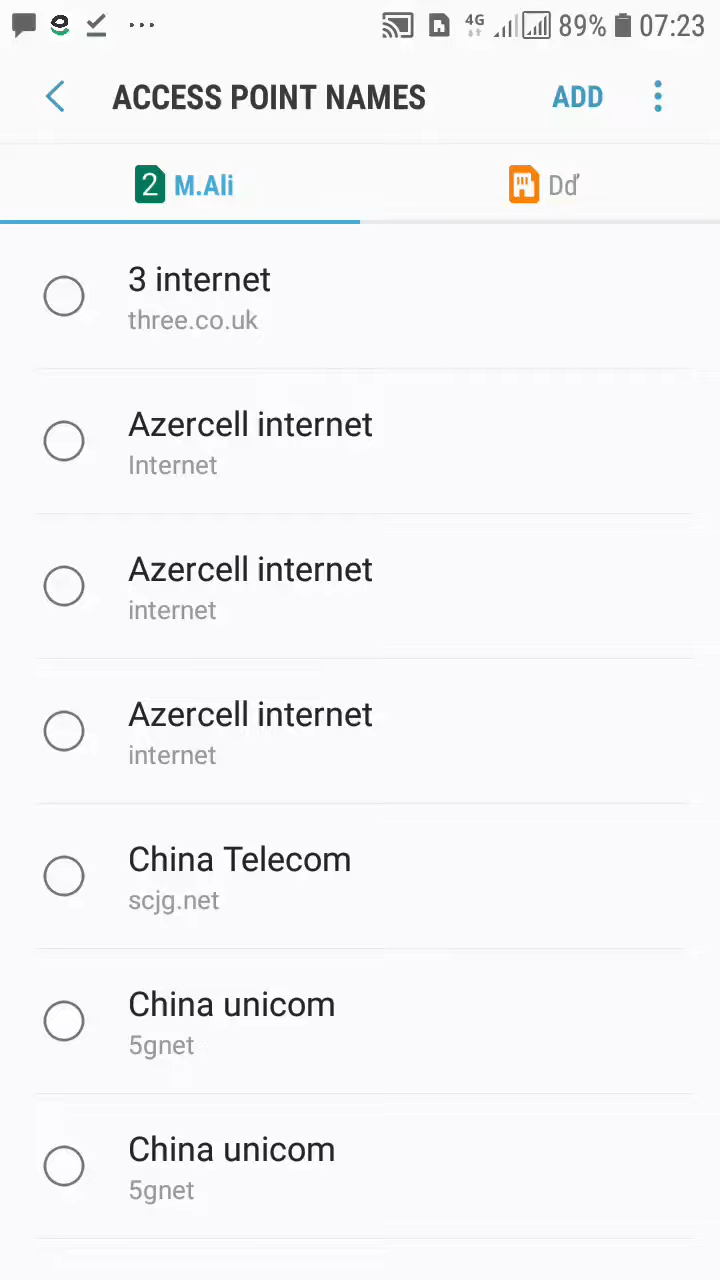 4G 89% 07:23
ACCESS POINT NAMES ADD
2 M.Ali Dď
3 internet
three.co.uk
Azercell internet
Internet
Azercell internet
internet
Azercell internet
internet
China Telecom
scjg.net
China unicom
5gnet
China unicom
5gnet